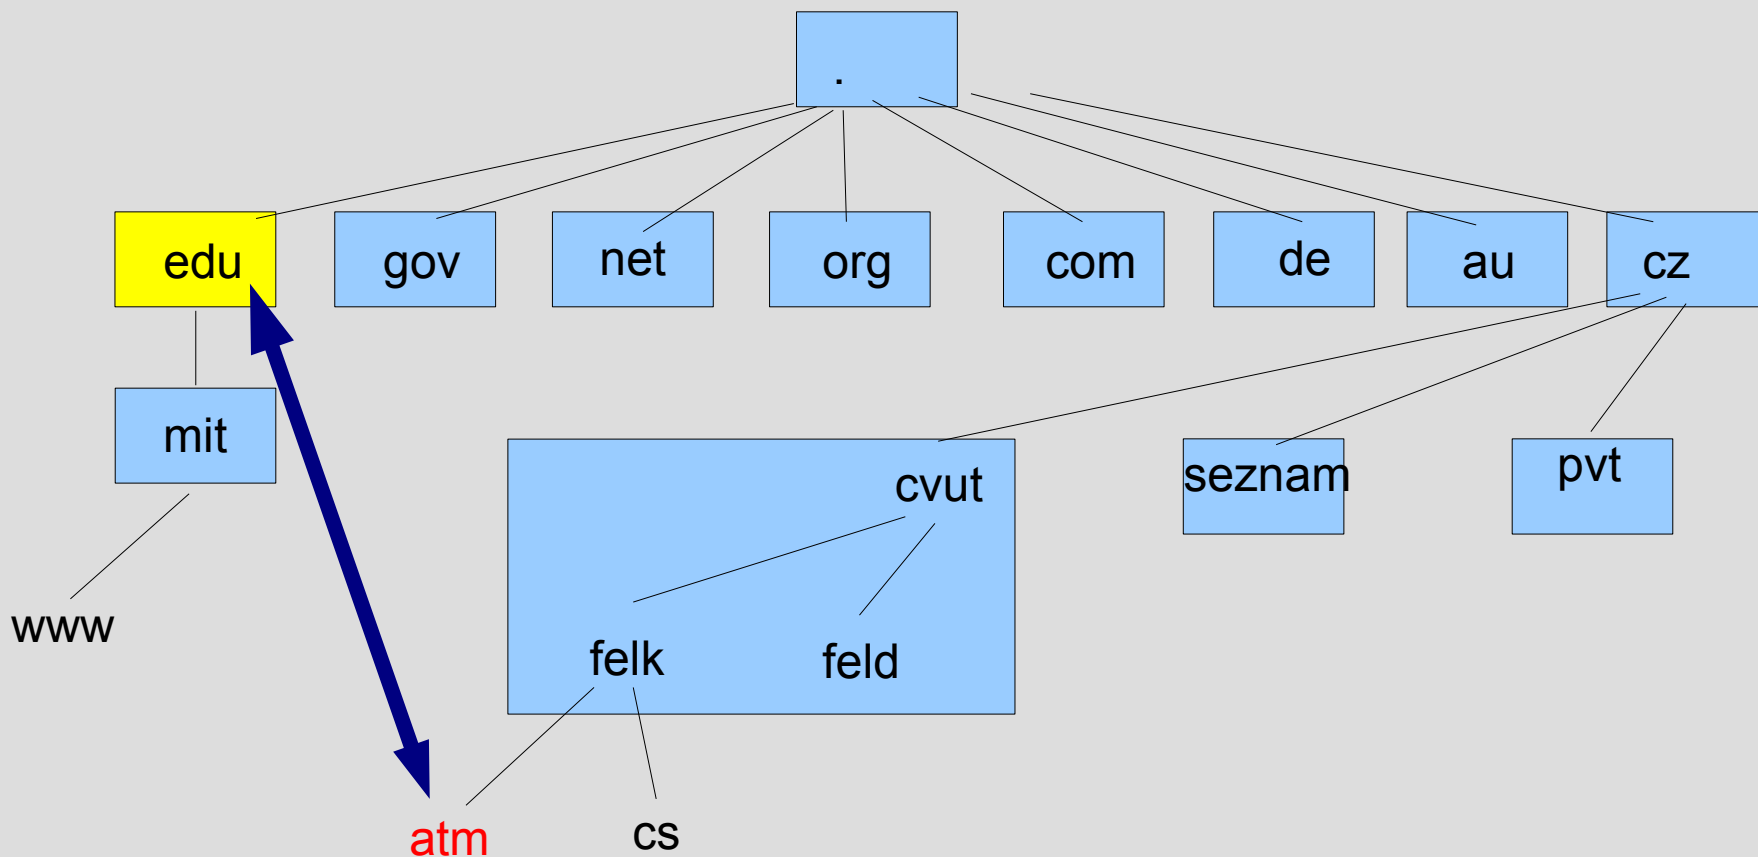 .
edu gov net org com de au cz
mit
cvut seznam pvt
www
felk feld
atm cs